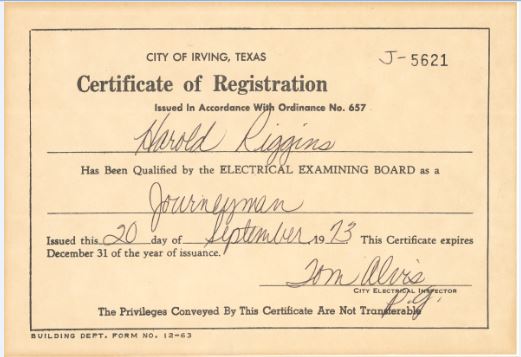 CITY OF IRVING, TEXAS
J-5621
Certificate of Registration
Issued In Accordance With Ordinance No. 657
Harold Riggins
Has Been Qualified by the ELECTRICAL EXAMINING BOARD as a
Journeyman
Issued this 20 day of September 1973 This Certificate expires
December 31 of the year of issuance.
Tom Alvis
CITY ELECTRICAL INSPECTOR
P.G.
The Privileges Conveyed By This Certificate Are Not Transferable
BUILDING DEPT. FORM NO. 12-63